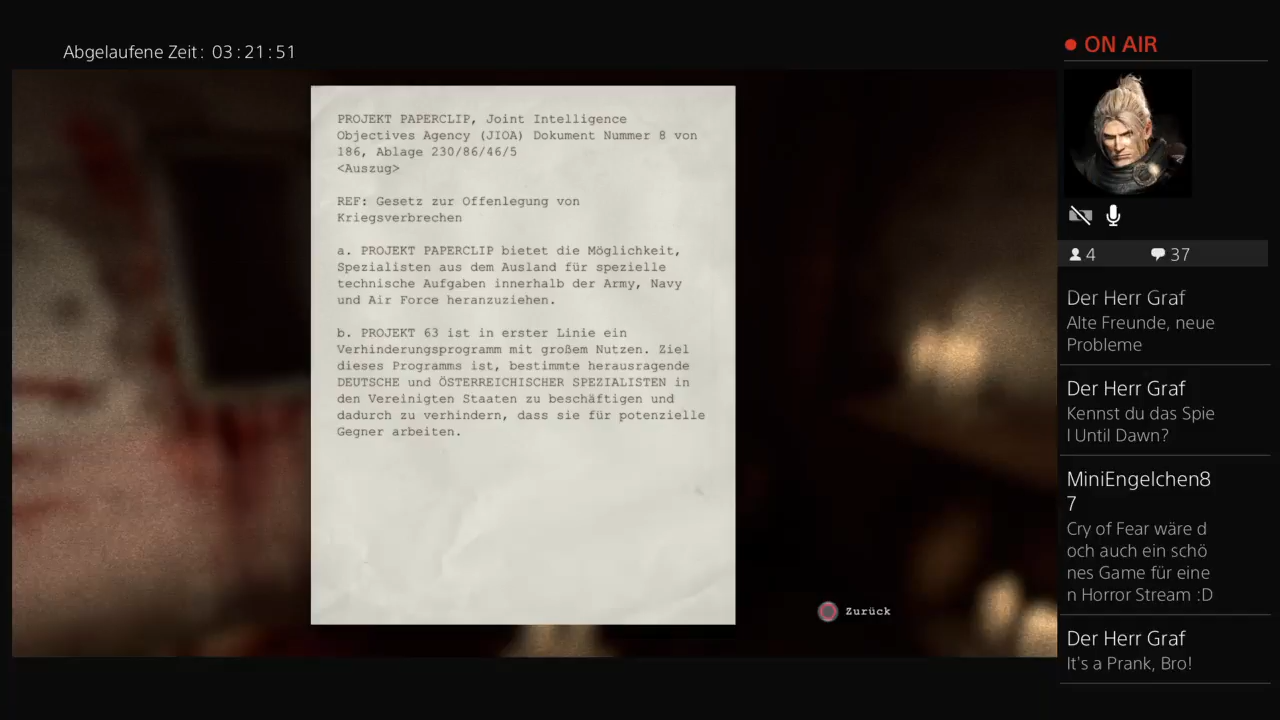 Abgelaufene Zeit: 03:21:51
PROJEKT PAPERCLIP, Joint Intelligence
Objectives Agency (JIOA) Dokument Nummer 8 von
186, Ablage 230/86/46/5
<Auszug>
REF: Gesetz zur Offenlegung von
Kriegsverbrechen
a. PROJEKT PAPERCLIP bietet die Möglichkeit,
Spezialisten aus dem Ausland für spezielle
technische Aufgaben innerhalb der Army, Navy
und Air Force heranzuziehen.
b. PROJEKT 63 ist in erster Linie ein
Verhinderungsprogramm mit großem Nutzen. Ziel
dieses Programms ist, bestimmte herausragende
DEUTSCHE und ÖSTERREICHISCHER SPEZIALISTEN in
den Vereinigten Staaten zu beschäftigen und
dadurch zu verhindern, dass sie für potenzielle
Gegner arbeiten.
Zurück
ON AIR
4 37
Der Herr Graf
Alte Freunde, neue
Probleme
Der Herr Graf
Kennst du das Spie
l Until Dawn?
MiniEngelchen8
7
Cry of Fear wäre d
och auch ein schö
nes Game für eine
n Horror Stream :D
Der Herr Graf
It's a Prank, Bro!